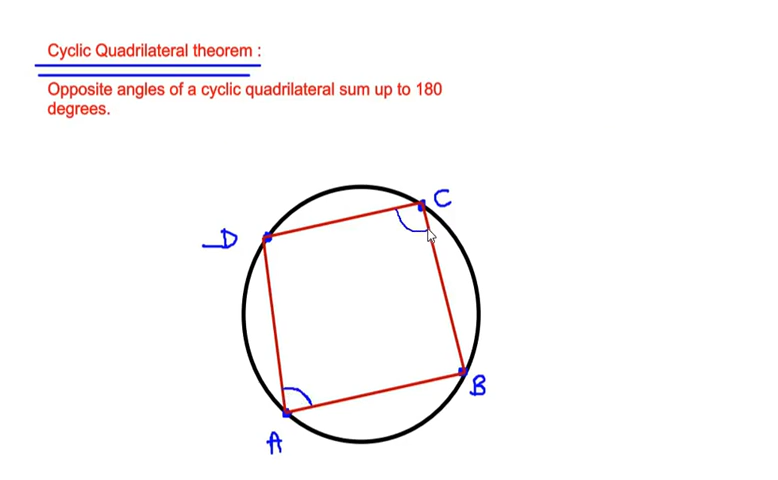 Cyclic Quadrilateral theorem :
Opposite angles of a cyclic quadrilateral sum up to 180
degrees.
C
D
B
A